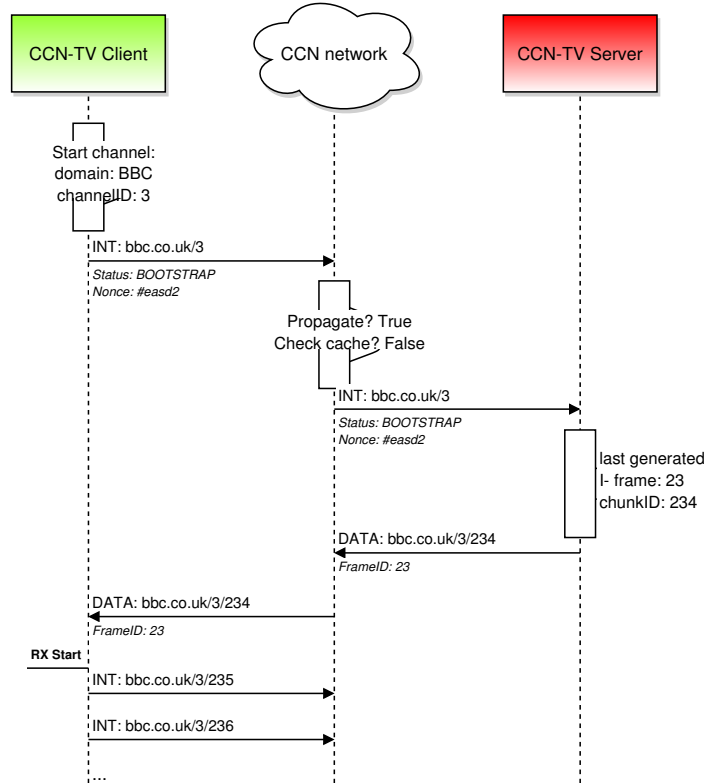 CCN-TV Client
CCN network
CCN-TV Server
Start channel:
domain: BBC
channelID: 3
INT: bbc.co.uk/3
Status: BOOTSTRAP
Nonce: #easd2
Propagate? True
Check cache? False
INT: bbc.co.uk/3
Status: BOOTSTRAP
Nonce: #easd2
last generated
I- frame: 23
chunkID: 234
DATA: bbc.co.uk/3/234
FrameID: 23
DATA: bbc.co.uk/3/234
FrameID: 23
RX Start
INT: bbc.co.uk/3/235
INT: bbc.co.uk/3/236
...